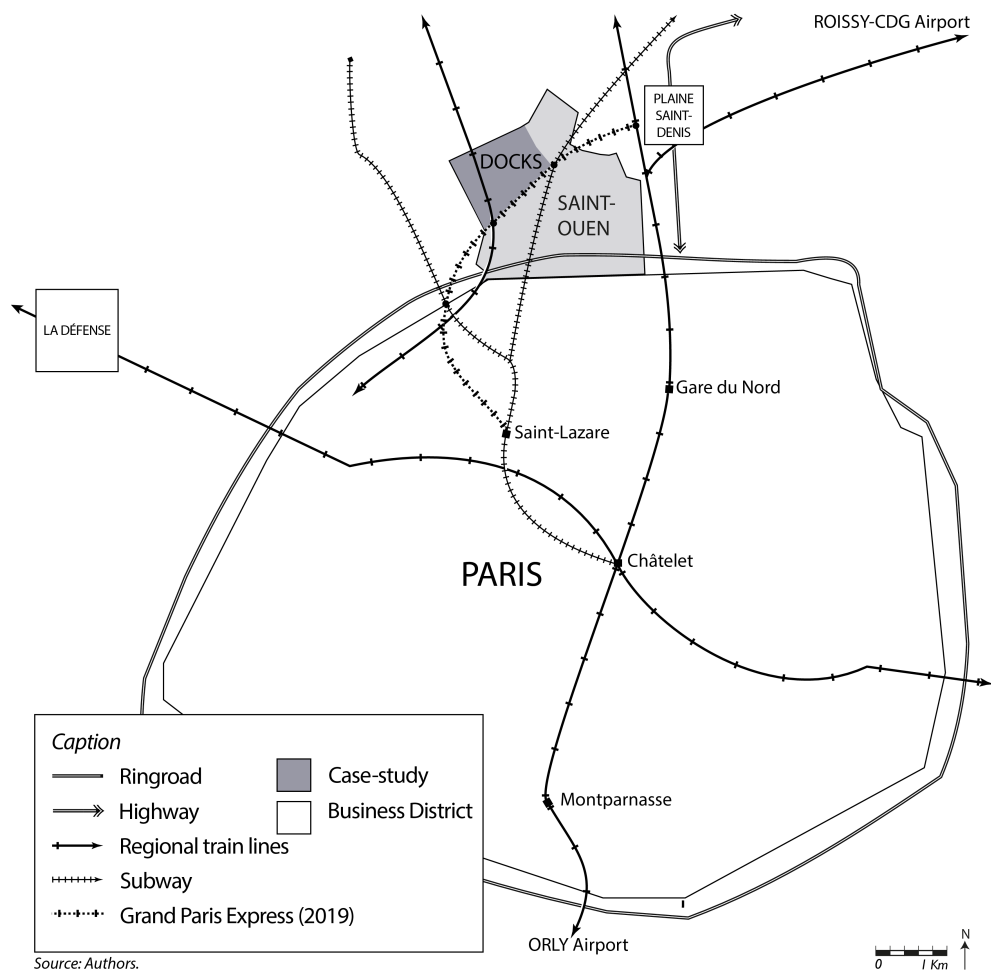 ROISSY-CDG Airport
PLAINE
SAINT-
DENIS
DOCKS
SAINT-
OUEN
LA DÉFENSE
Gare du Nord
Saint-Lazare
Châtelet
PARIS
Montparnasse
ORLY Airport
Caption
Ringroad
Highway
Regional train lines
Subway
Grand Paris Express (2019)
Case-study
Business District
Source: Authors.
0 1 Km
N